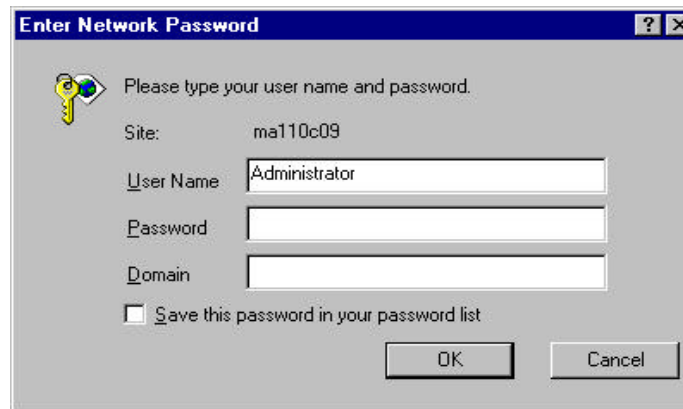 Enter Network Password
Please type your user name and password.
Site: ma110c09
User Name Administrator
Password
Domain
Save this password in your password list
OK Cancel